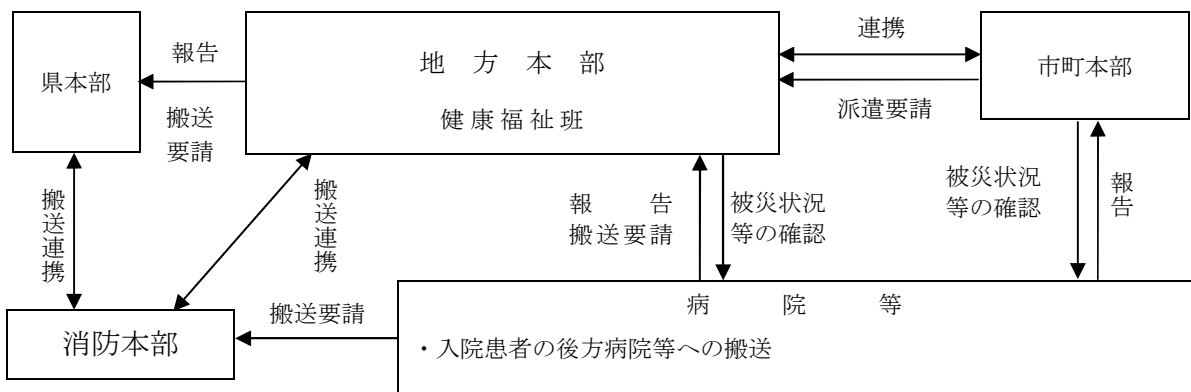 県本部
報告
搬送
要請
地　方　本　部
健康福祉班
連携
派遣要請
市町本部
搬送連携
搬送連携
報　　告
搬送要請
被災状況
等の確認
被災状況
等の確認
報告
消防本部
搬送要請
病　　院　　等
・入院患者の後方病院等への搬送